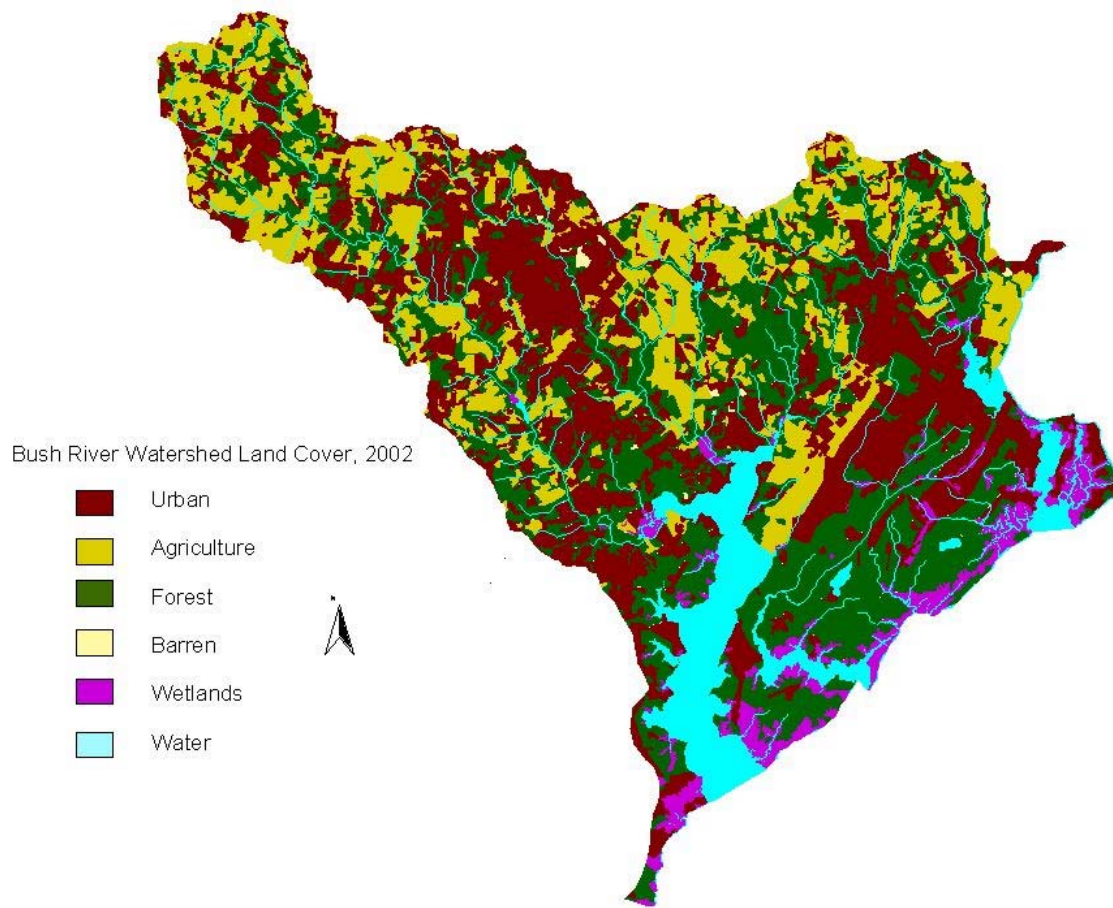 Bush River Watershed Land Cover, 2002
Urban
Agriculture
Forest
Barren
Wetlands
Water